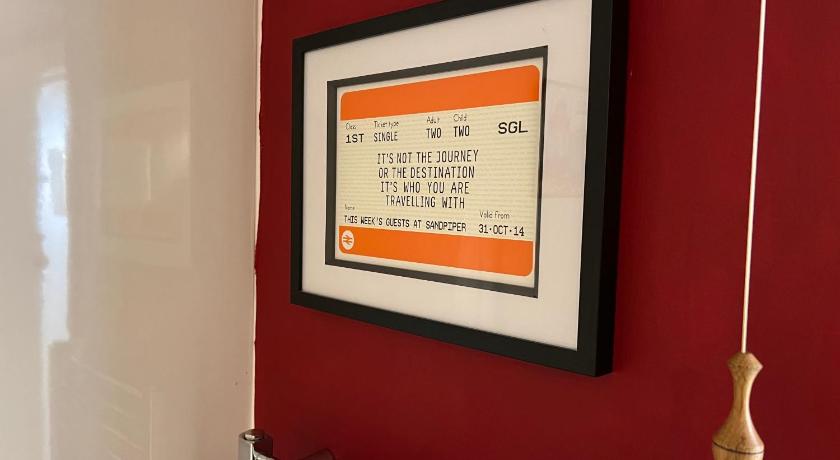 Class Ticket type Adult Child
1ST SINGLE TWO TWO SGL
IT'S NOT THE JOURNEY
OR THE DESTINATION
IT'S WHO YOU ARE
TRAVELLING WITH
Name Valid From
THIS WEEK'S GUESTS AT SANDPIPER 31·OCT·14